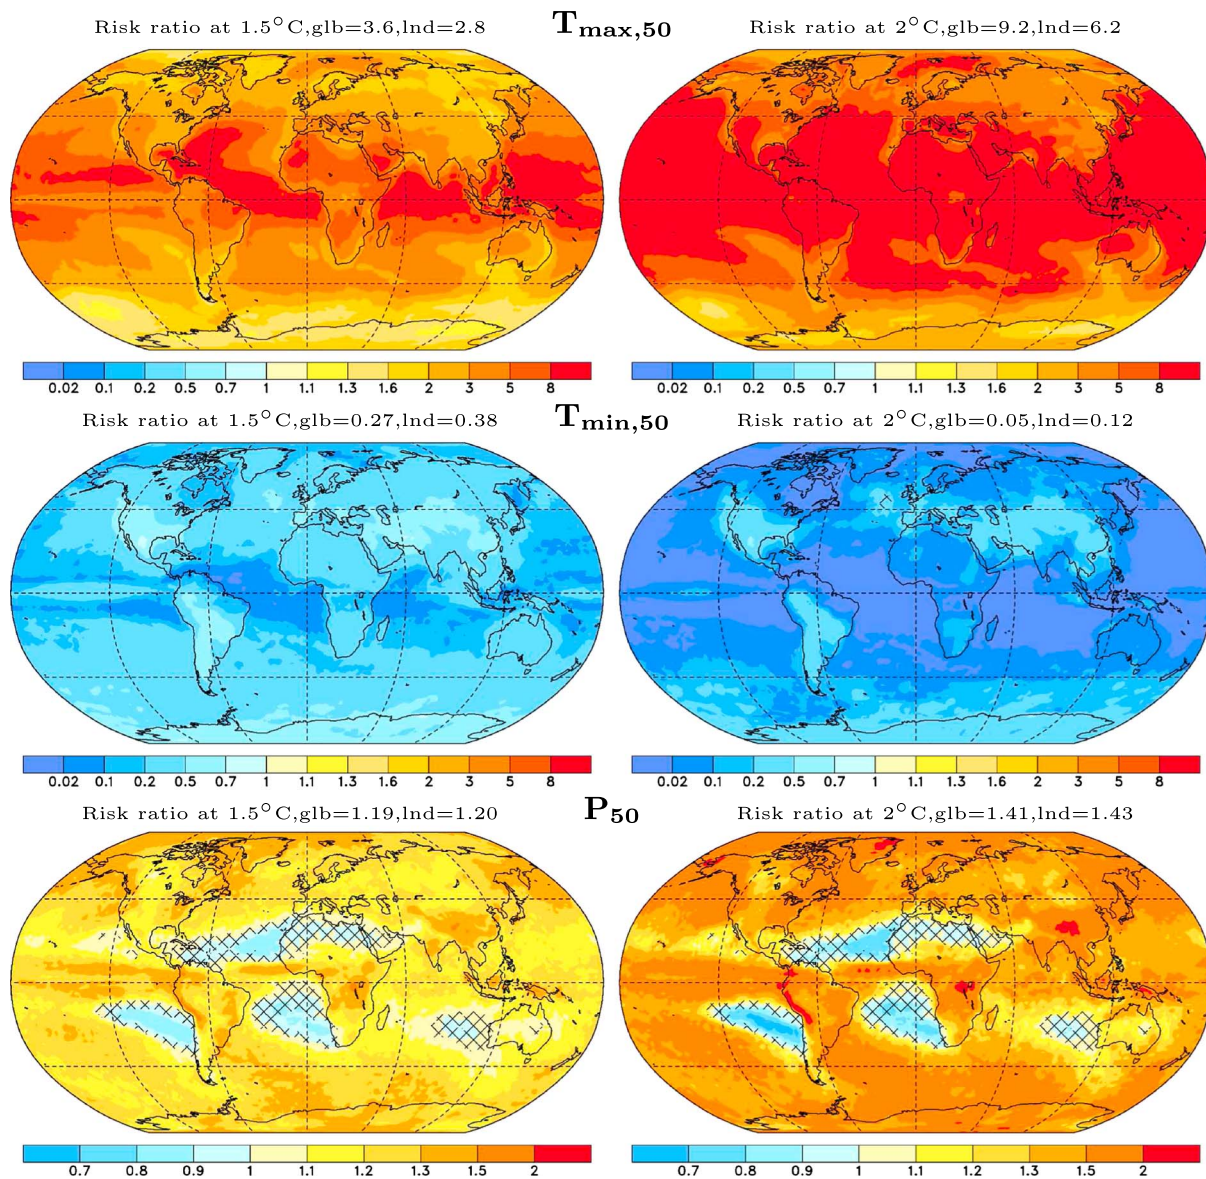 T_max,50
Risk ratio at 1.5°C,glb=3.6,lnd=2.8
Risk ratio at 2°C,glb=9.2,lnd=6.2
0.02 0.1 0.2 0.5 0.7 1 1.1 1.3 1.6 2 3 5 8
0.02 0.1 0.2 0.5 0.7 1 1.1 1.3 1.6 2 3 5 8
T_min,50
Risk ratio at 1.5°C,glb=0.27,lnd=0.38
Risk ratio at 2°C,glb=0.05,lnd=0.12
0.02 0.1 0.2 0.5 0.7 1 1.1 1.3 1.6 2 3 5 8
0.02 0.1 0.2 0.5 0.7 1 1.1 1.3 1.6 2 3 5 8
P_50
Risk ratio at 1.5°C,glb=1.19,lnd=1.20
Risk ratio at 2°C,glb=1.41,lnd=1.43
0.7 0.8 0.9 1 1.1 1.2 1.3 1.5 2
0.7 0.8 0.9 1 1.1 1.2 1.3 1.5 2